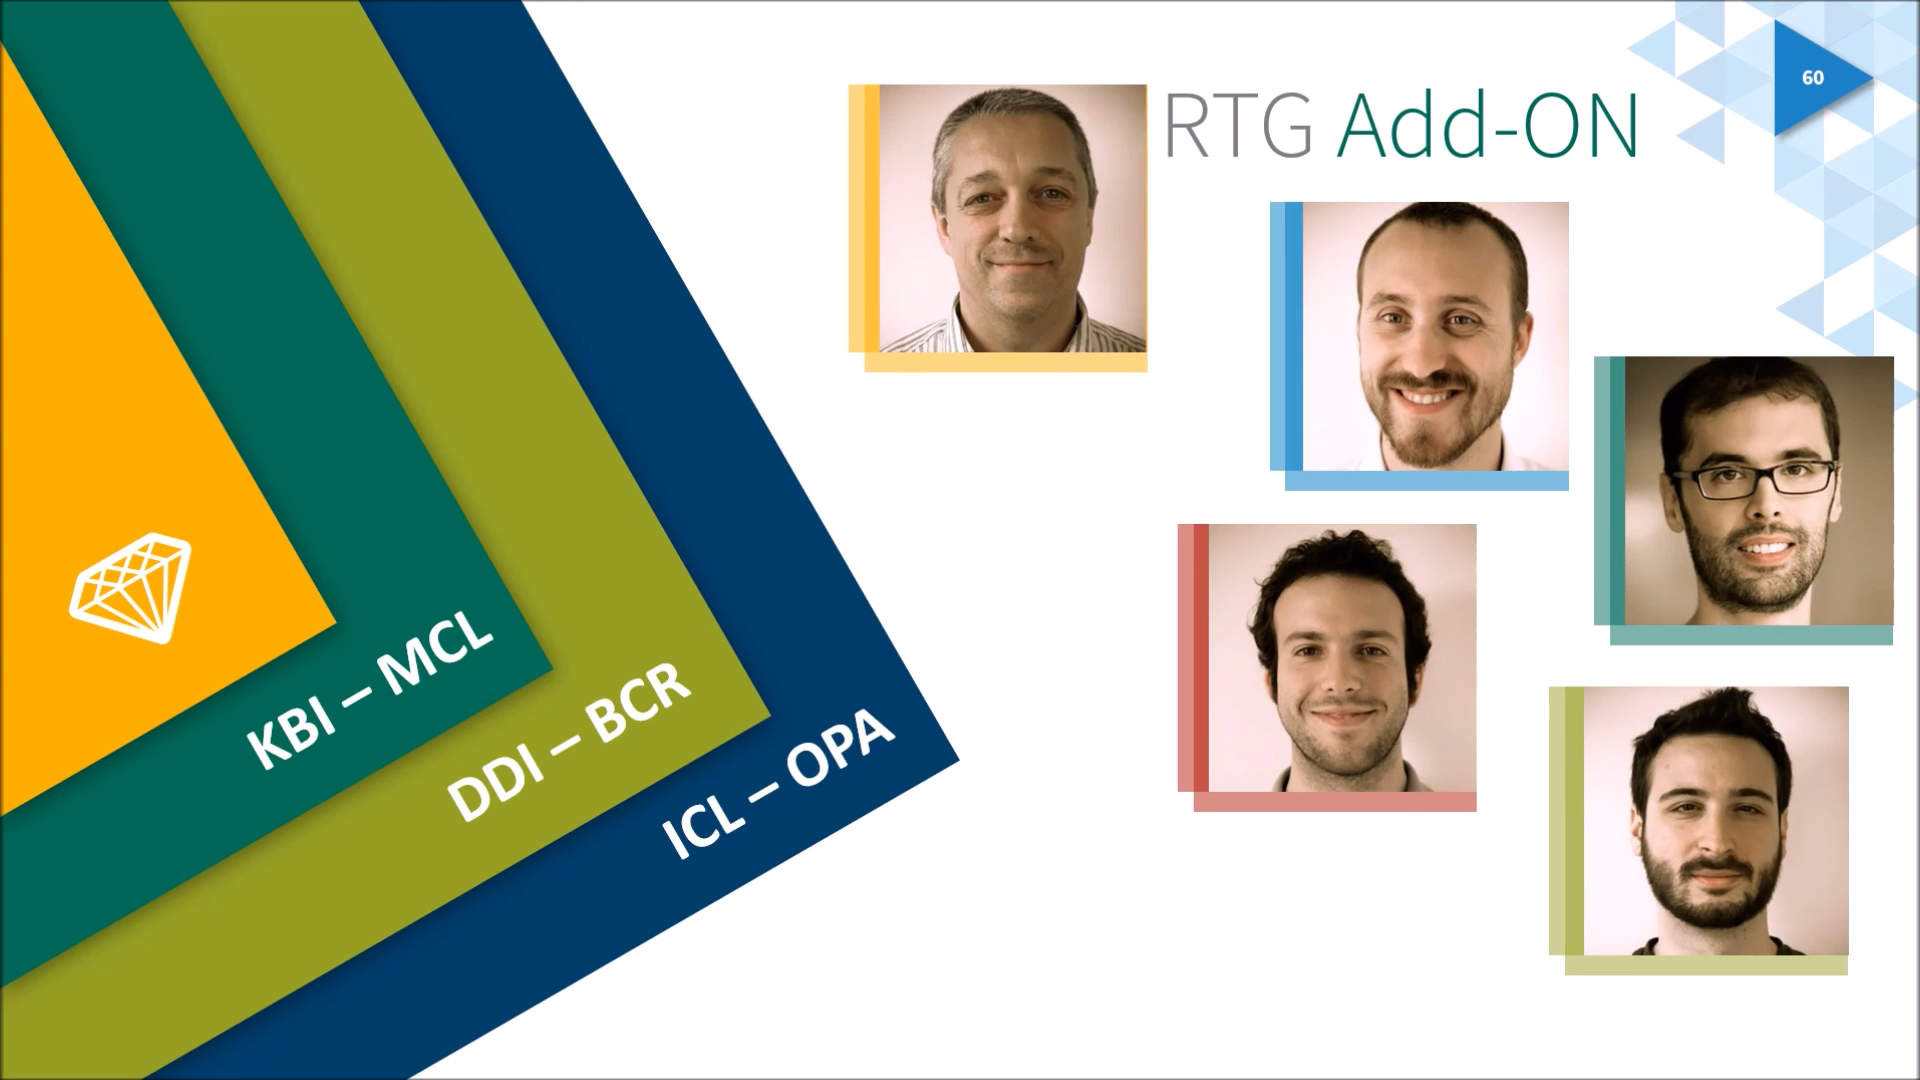 RTG Add-ON
60
KBI – MCL
DDI – BCR
ICL – OPA